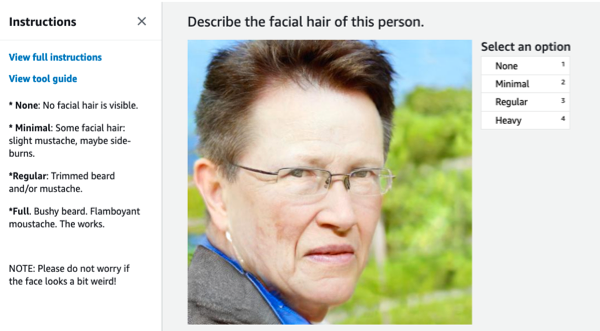 Instructions
View full instructions
View tool guide
* None: No facial hair is visible.
* Minimal: Some facial hair:
slight mustache, maybe side-
burns.
*Regular: Trimmed beard
and/or mustache.
*Full. Bushy beard. Flamboyant
moustache. The works.
NOTE: Please do not worry if
the face looks a bit weird!
Describe the facial hair of this person.
Select an option
None 1
Minimal 2
Regular 3
Heavy 4